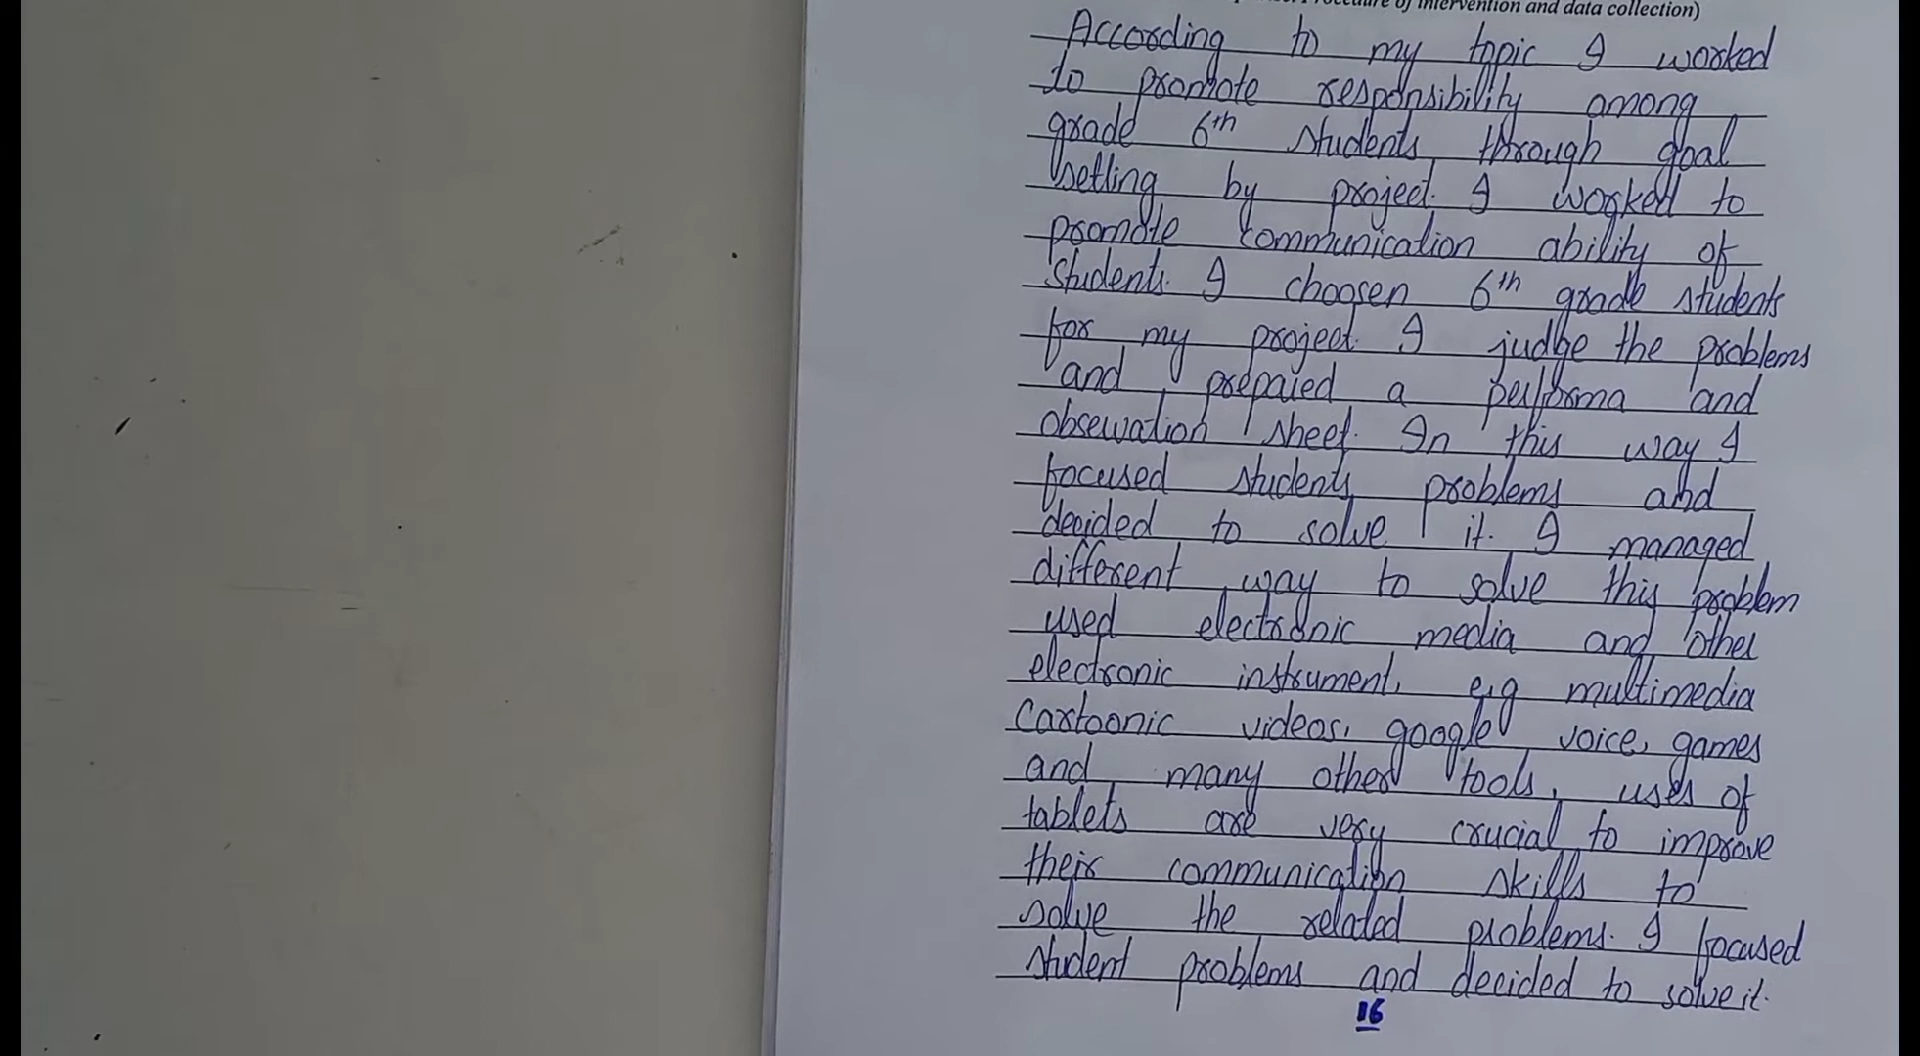 Procedure of intervention and data collection)
According to my topic I worked
to promote responsibility among
grade 6th students through goal
setting by project. I worked to
promote communication ability of
students. I choosen 6th grade students
for my project. I judge the problems
and prepaied a performa and
observation sheet. In this way I
focused students problems and
decided to solve it. I managed
different way to solve this problem
used electronic media and other
electronic instrument, e.g multimedia
Cartoonic videos, google voice, games
and many other tools, uses of
tablets are very crucial to improve
their communication skills to
solve the related problems. I focused
student problems and decided to solve it.
16